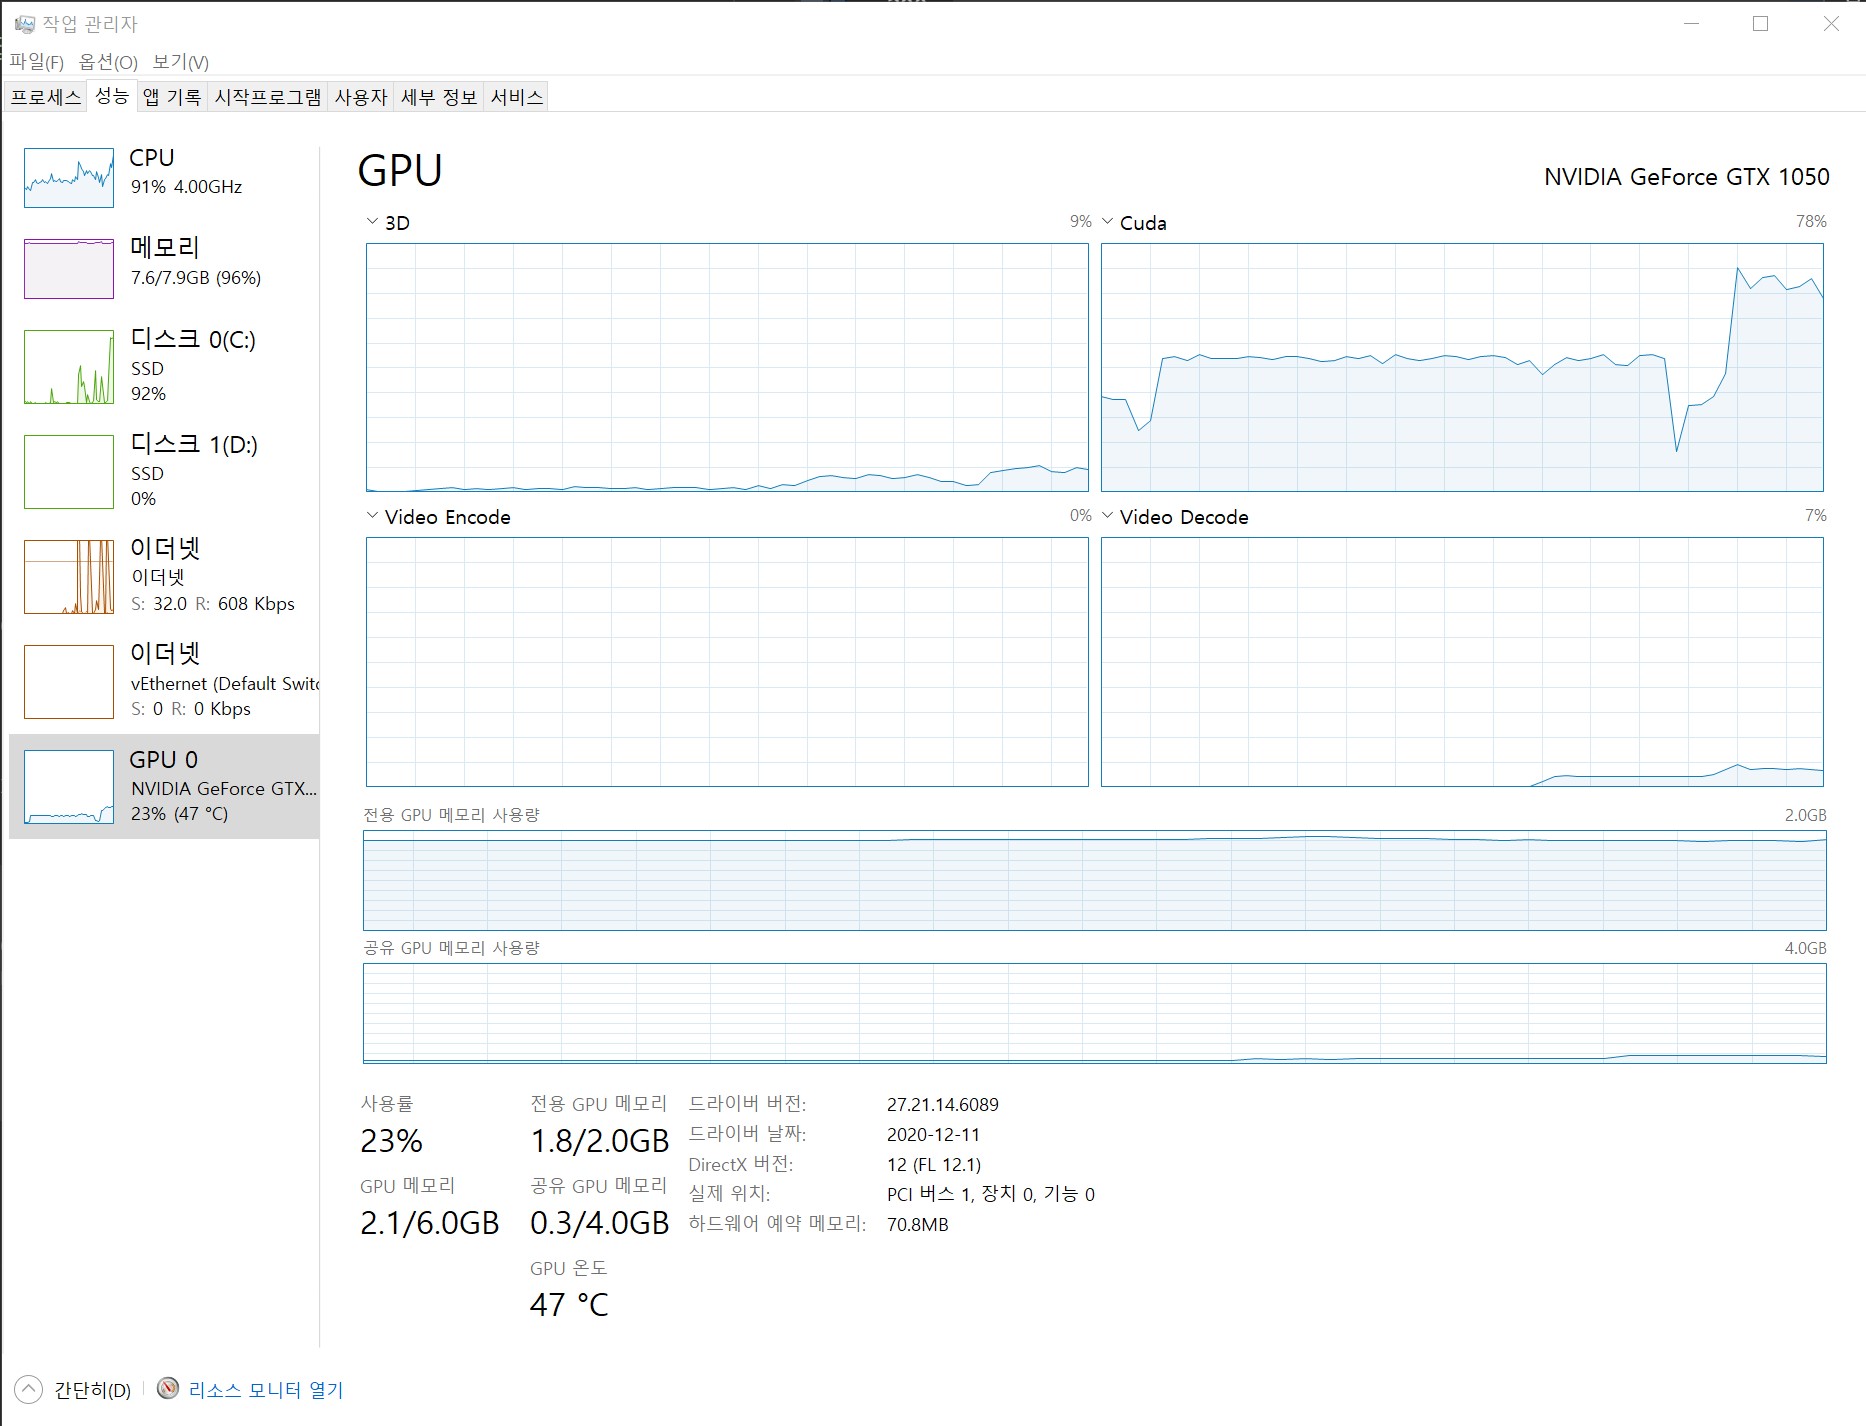 작업 관리자
파일(F) 옵션(O) 보기(V)
프로세스 성능 앱 기록 시작프로그램 사용자 세부 정보 서비스
CPU
91% 4.00GHz
메모리
7.6/7.9GB (96%)
디스크 0(C:)
SSD
92%
디스크 1(D:)
SSD
0%
이더넷
이더넷
S: 32.0 R: 608 Kbps
이더넷
vEthernet (Default Switc
S: 0 R: 0 Kbps
GPU 0
NVIDIA GeForce GTX...
23% (47 °C)
GPU
NVIDIA GeForce GTX 1050
3D 9%
Cuda 78%
Video Encode 0%
Video Decode 7%
전용 GPU 메모리 사용량 2.0GB
공유 GPU 메모리 사용량 4.0GB
사용률
23%
전용 GPU 메모리
1.8/2.0GB
GPU 메모리
2.1/6.0GB
공유 GPU 메모리
0.3/4.0GB
GPU 온도
47 °C
드라이버 버전: 27.21.14.6089
드라이버 날짜: 2020-12-11
DirectX 버전: 12 (FL 12.1)
실제 위치: PCI 버스 1, 장치 0, 기능 0
하드웨어 예약 메모리: 70.8MB
간단히(D) 리소스 모니터 열기